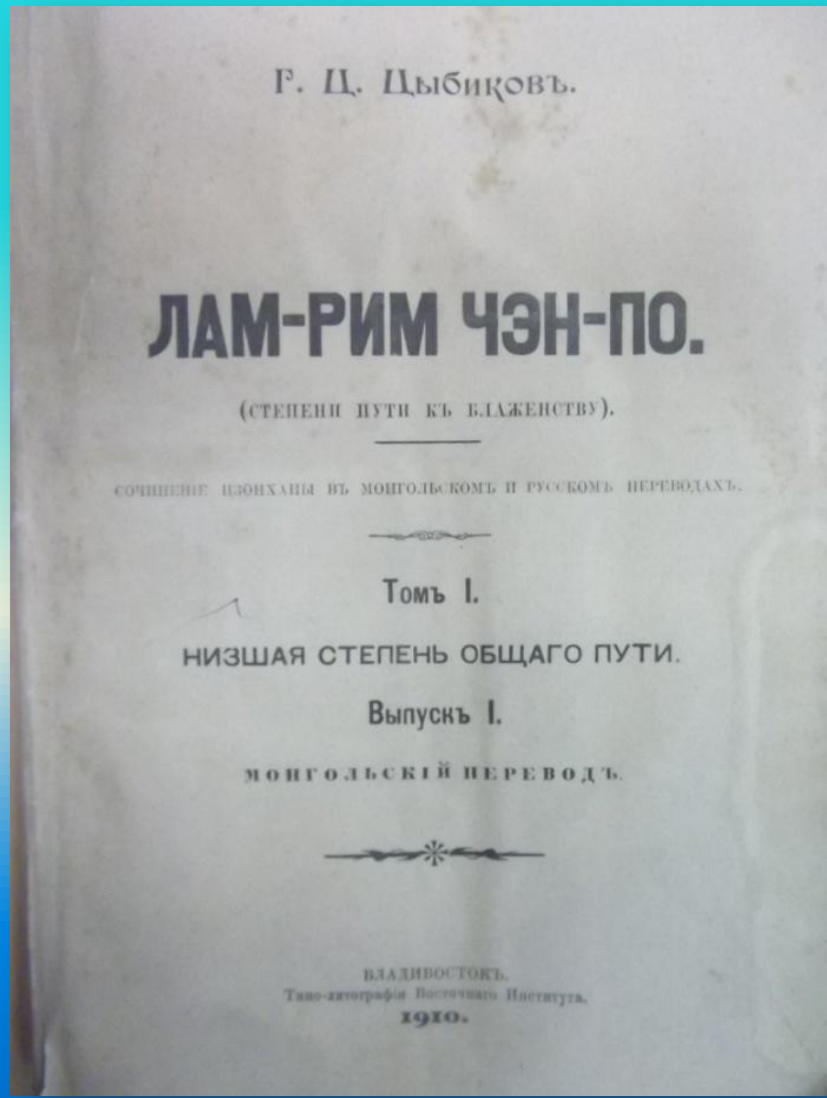 Г. Ц. Цыбиковъ.
ЛАМ-РИМ ЧЭН-ПО.
(СТЕПЕНИ ПУТИ КЪ БЛАЖЕНСТВУ).
СОЧИНЕНІЕ ЦЗОНХАПЫ ВЪ МОНГОЛЬСКОМЪ И РУССКОМЪ ПЕРЕВОДАХЪ.
Томъ I.
НИЗШАЯ СТЕПЕНЬ ОБЩАГО ПУТИ.
Выпускъ I.
МОНГОЛЬСКІЙ ПЕРЕВОДЪ.
ВЛАДИВОСТОКЪ.
Типо-литографія Восточнаго Института.
1910.